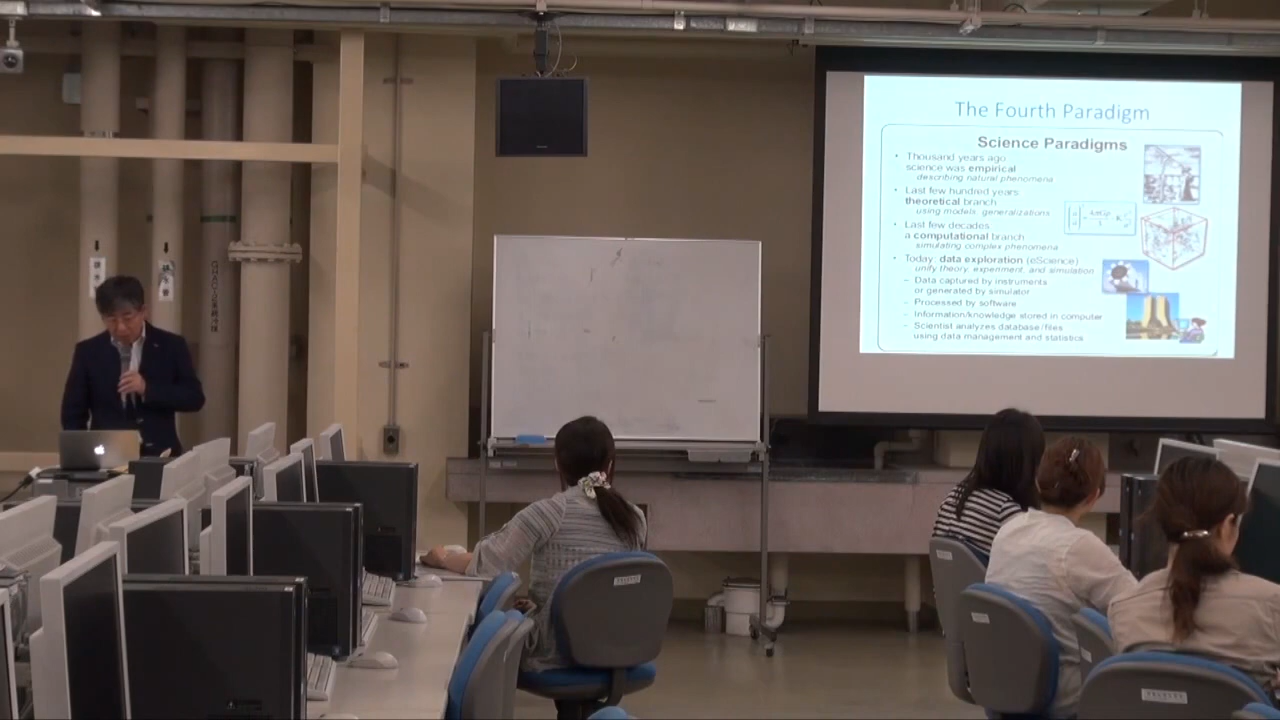 The Fourth Paradigm
Science Paradigms
• Thousand years ago
science was empirical
describing natural phenomena
• Last few hundred years
theoretical branch
using models, generalizations
• Last few decades
a computational branch
simulating complex phenomena
• Today: data exploration (eScience)
unify theory, experiment, and simulation
– Data captured by instruments
or generated by simulator
– Processed by software
– Information/knowledge stored in computer
– Scientist analyzes database/files
using data management and statistics